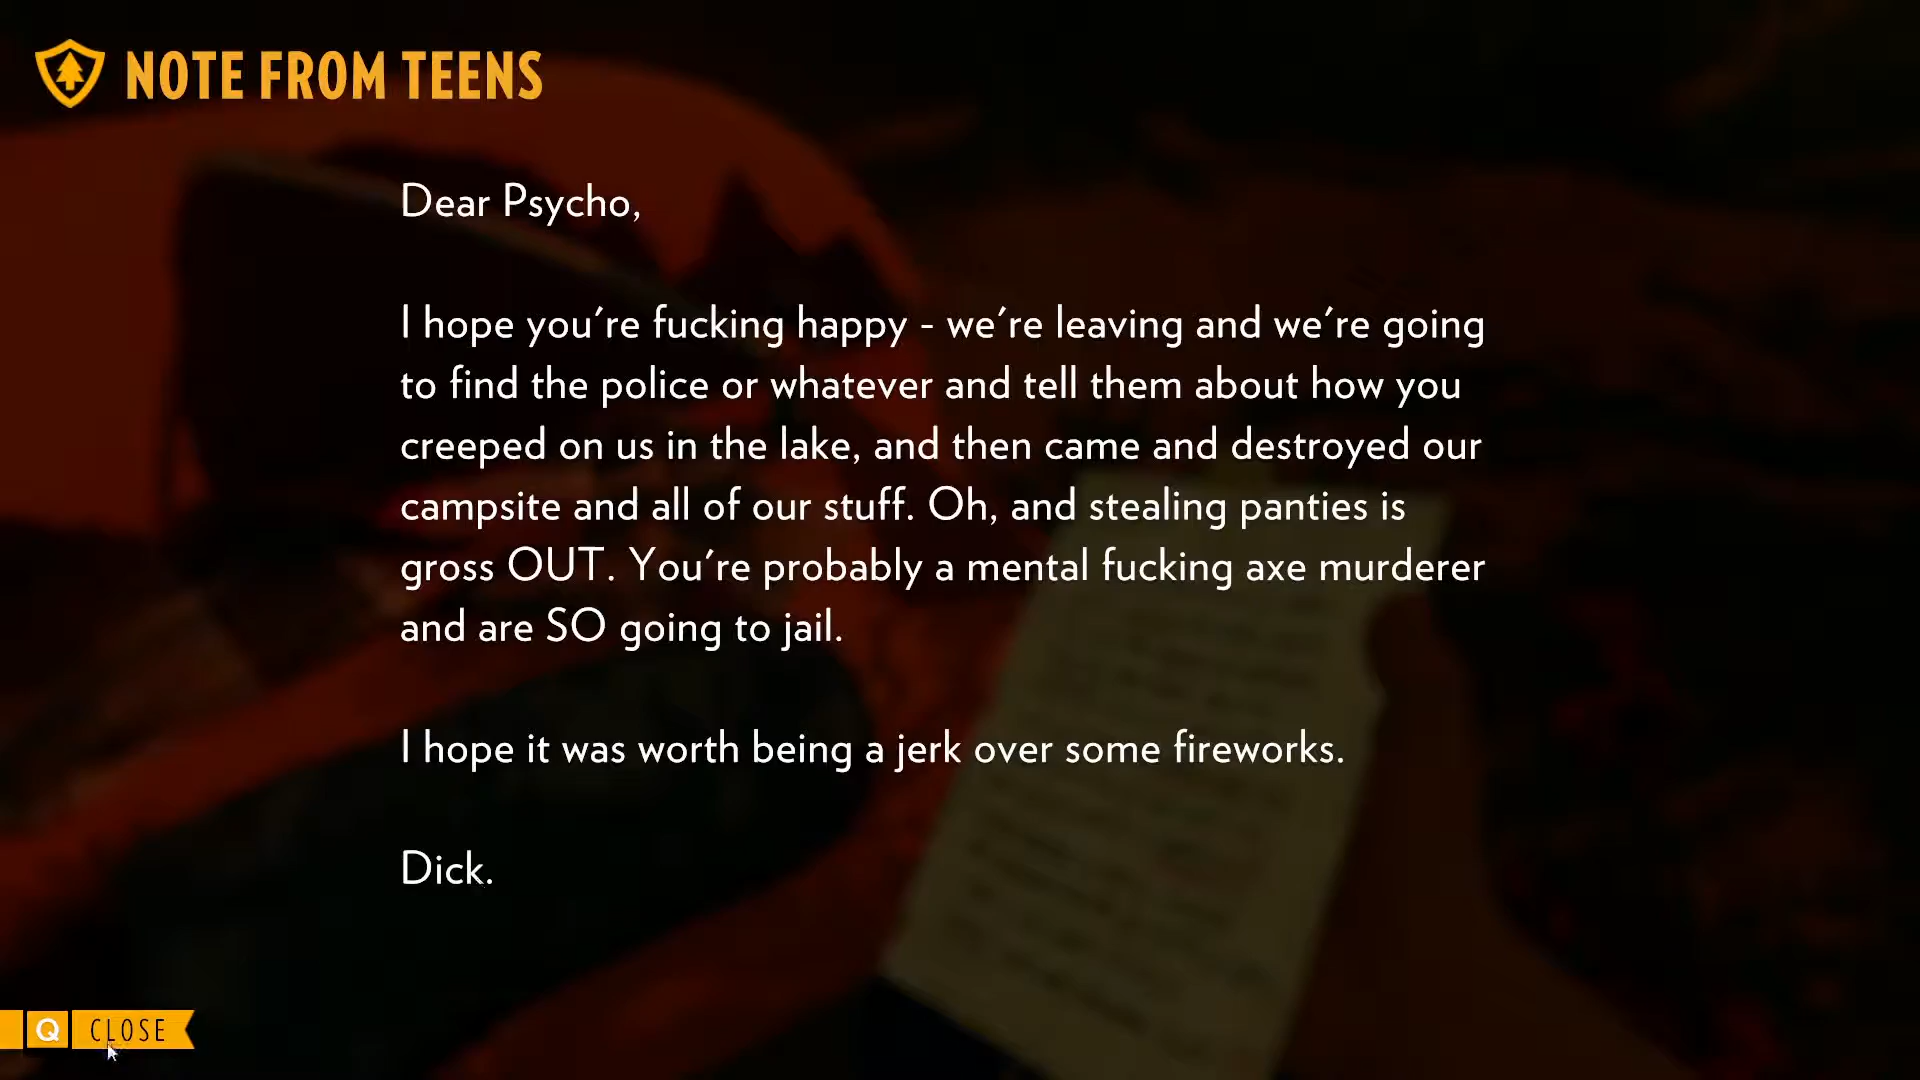 NOTE FROM TEENS
Dear Psycho,
I hope you're fucking happy - we're leaving and we're going
to find the police or whatever and tell them about how you
creeped on us in the lake, and then came and destroyed our
campsite and all of our stuff. Oh, and stealing panties is
gross OUT. You're probably a mental fucking axe murderer
and are SO going to jail.
I hope it was worth being a jerk over some fireworks.
Dick.
Q CLOSE